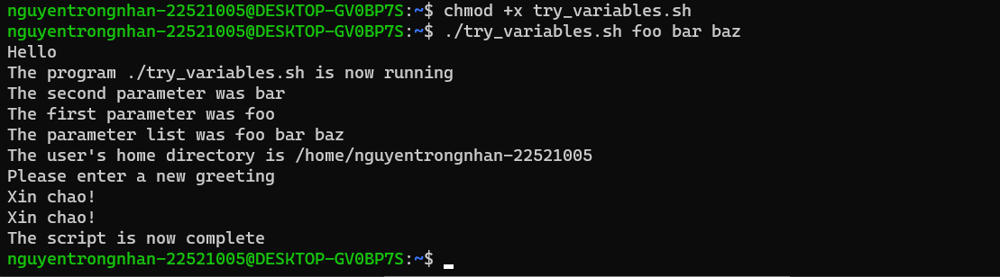 nguyentrongnhan-22521005@DESKTOP-GV0BP7S:~$ chmod +x try_variables.sh
nguyentrongnhan-22521005@DESKTOP-GV0BP7S:~$ ./try_variables.sh foo bar baz
Hello
The program ./try_variables.sh is now running
The second parameter was bar
The first parameter was foo
The parameter list was foo bar baz
The user's home directory is /home/nguyentrongnhan-22521005
Please enter a new greeting
Xin chao!
Xin chao!
The script is now complete
nguyentrongnhan-22521005@DESKTOP-GV0BP7S:~$